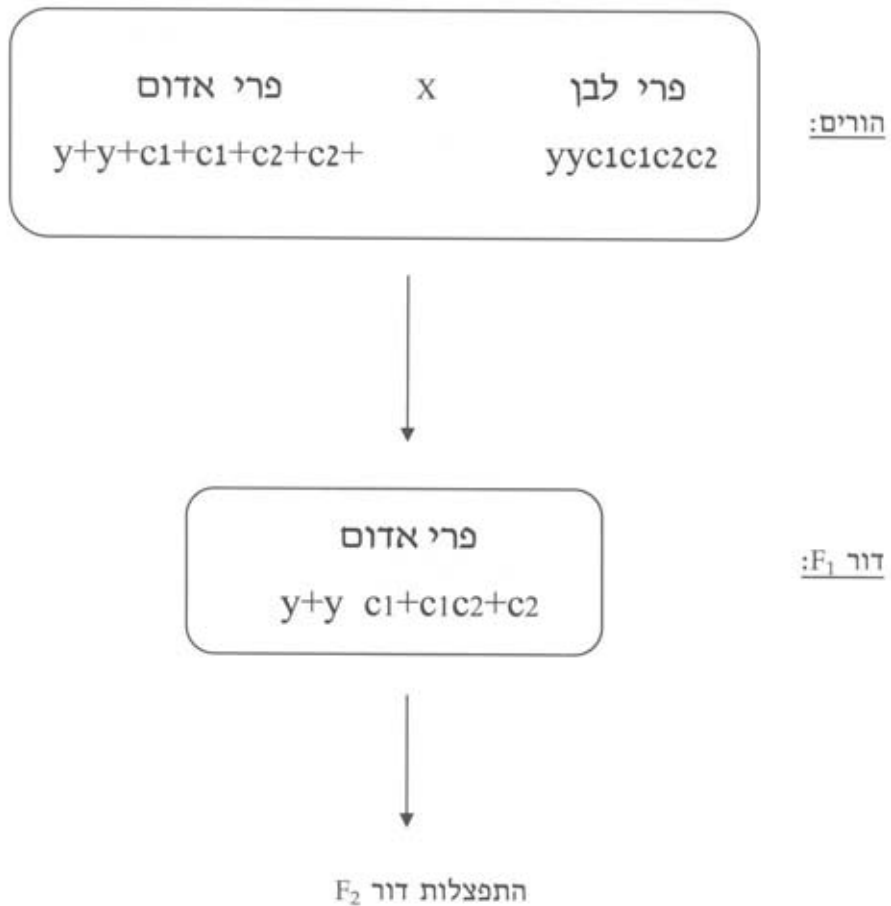 הורים:
פרי לבן X פרי אדום
yyc1c1c2c2 y+y+c1+c1+c2+c2+
דור F₁:
פרי אדום
y+y c1+c1c2+c2
התפצלות דור F₂